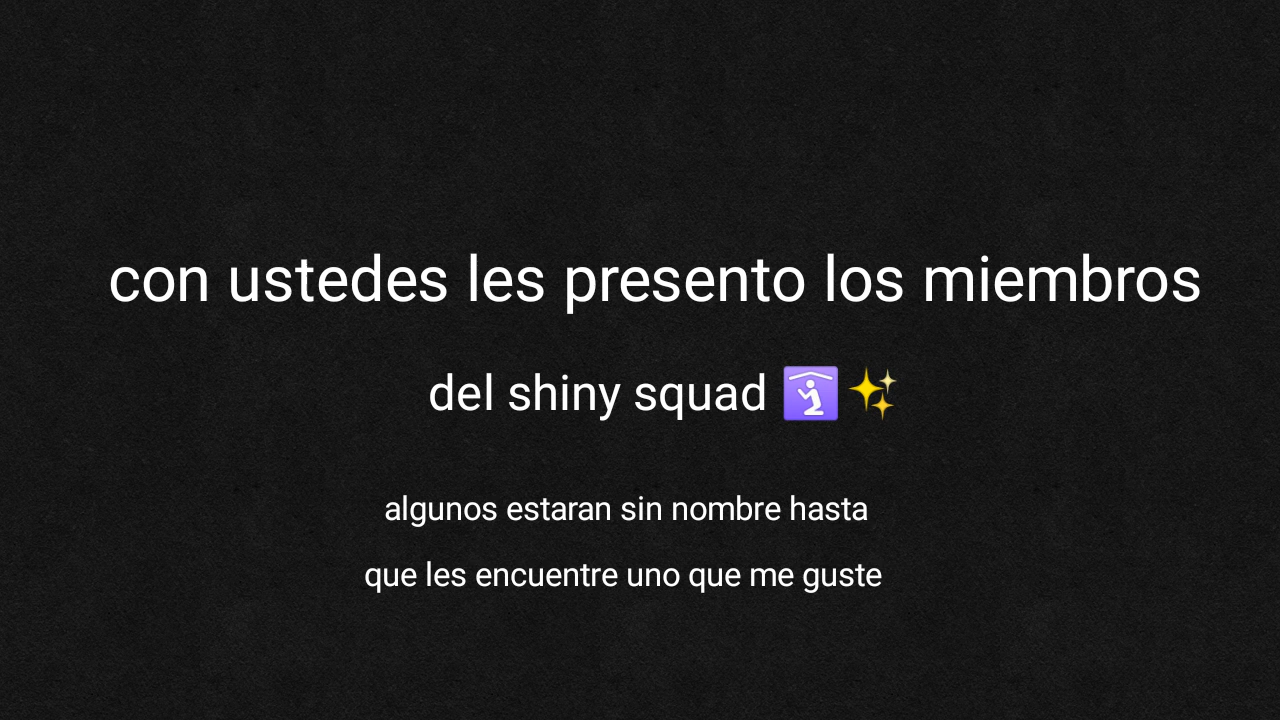 con ustedes les presento los miembros
del shiny squad 🛐✨
algunos estaran sin nombre hasta
que les encuentre uno que me guste